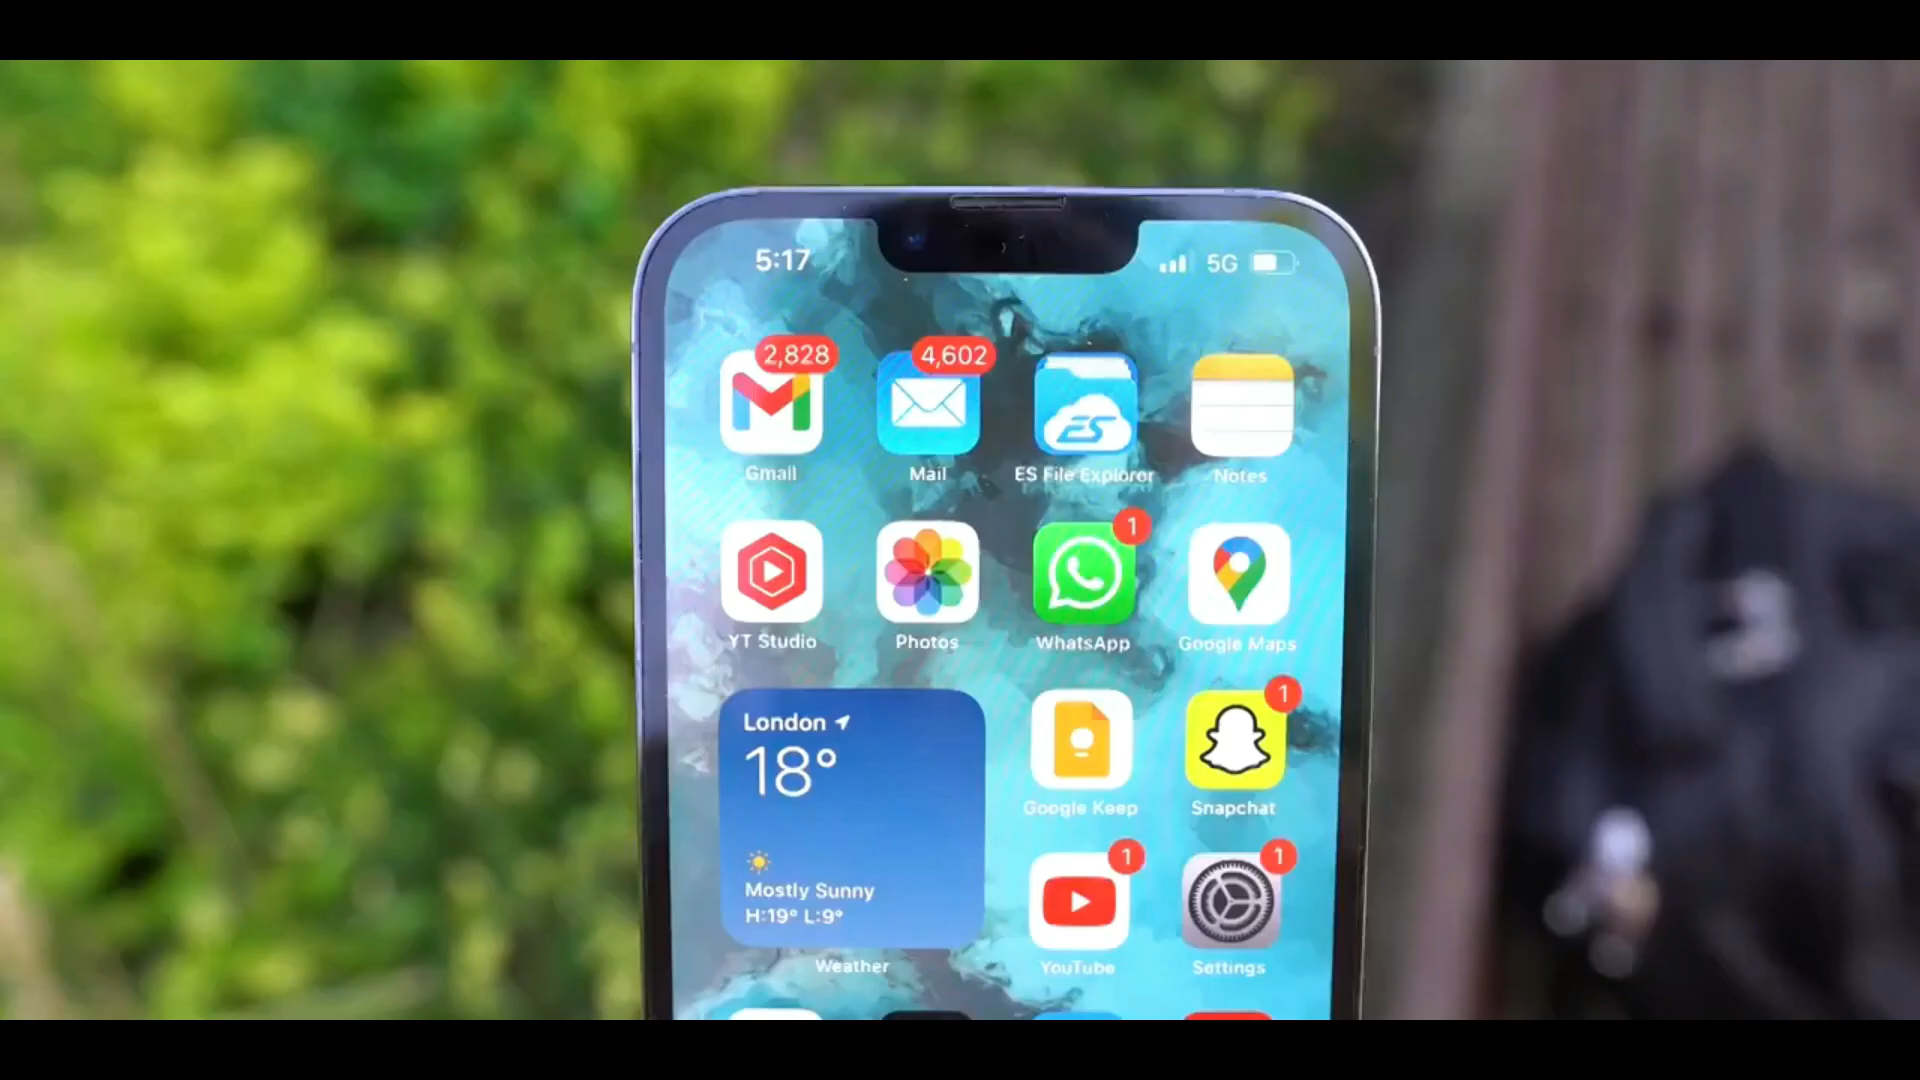 5:17
5G
2,828
4,602
ES
Gmail
Mail
ES File Explorer
Notes
1
YT Studio
Photos
WhatsApp
Google Maps
London
18°
1
Google Keep
Snapchat
Mostly Sunny
H:19° L:9°
1
1
Weather
YouTube
Settings